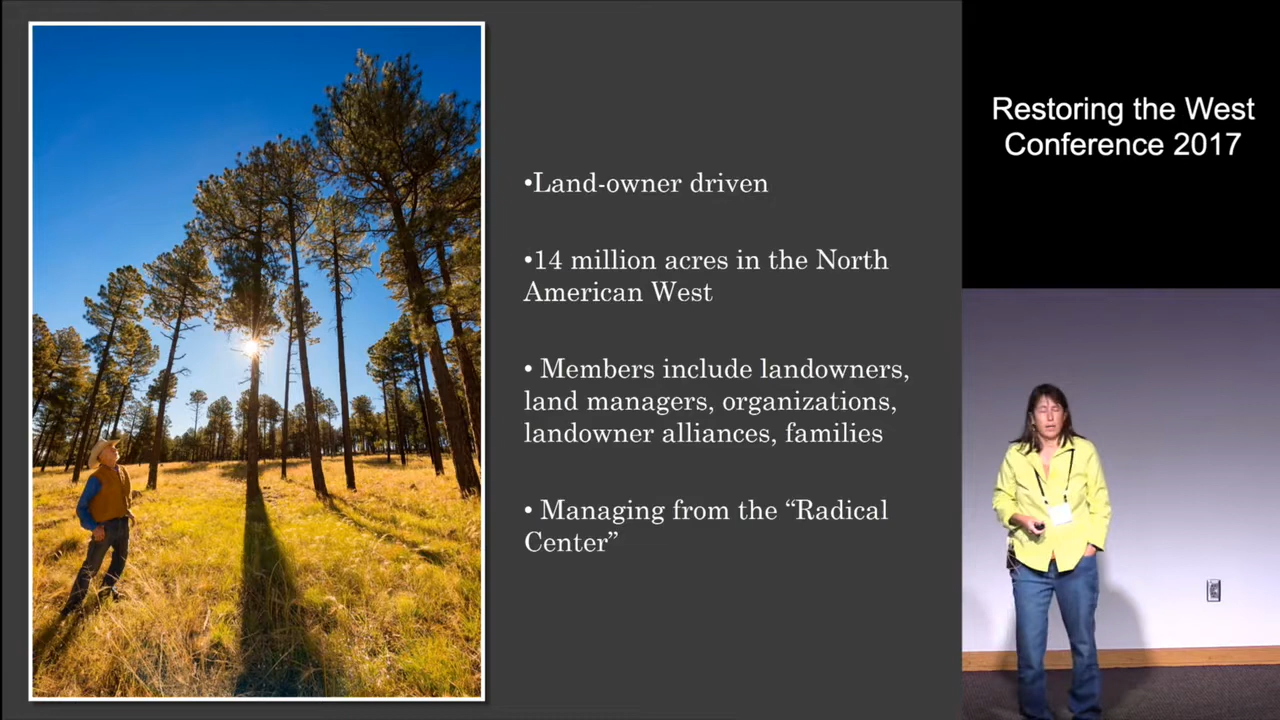 •Land-owner driven
•14 million acres in the North
American West
• Members include landowners,
land managers, organizations,
landowner alliances, families
• Managing from the “Radical
Center”
Restoring the West
Conference 2017